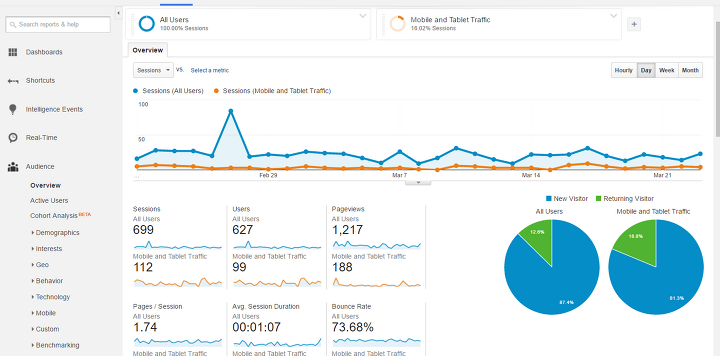 Search reports & help
Dashboards
Shortcuts
Intelligence Events
Real-Time
Audience
Overview
Active Users
Cohort Analysis BETA
Demographics
Interests
Geo
Behavior
Technology
Mobile
Custom
Benchmarking
All Users
100.00% Sessions
Mobile and Tablet Traffic
16.02% Sessions
Overview
Sessions vs. Select a metric
Hourly Day Week Month
Sessions (All Users) Sessions (Mobile and Tablet Traffic)
100
50
Feb 29 Mar 7 Mar 14 Mar 21
Sessions
All Users
699
Mobile and Tablet Traffic
112
Users
All Users
627
Mobile and Tablet Traffic
99
Pageviews
All Users
1,217
Mobile and Tablet Traffic
188
Pages / Session
All Users
1.74
Mobile and Tablet Traffic
Avg. Session Duration
All Users
00:01:07
Mobile and Tablet Traffic
Bounce Rate
All Users
73.68%
Mobile and Tablet Traffic
New Visitor Returning Visitor
All Users
12.6%
87.4%
Mobile and Tablet Traffic
81.3%